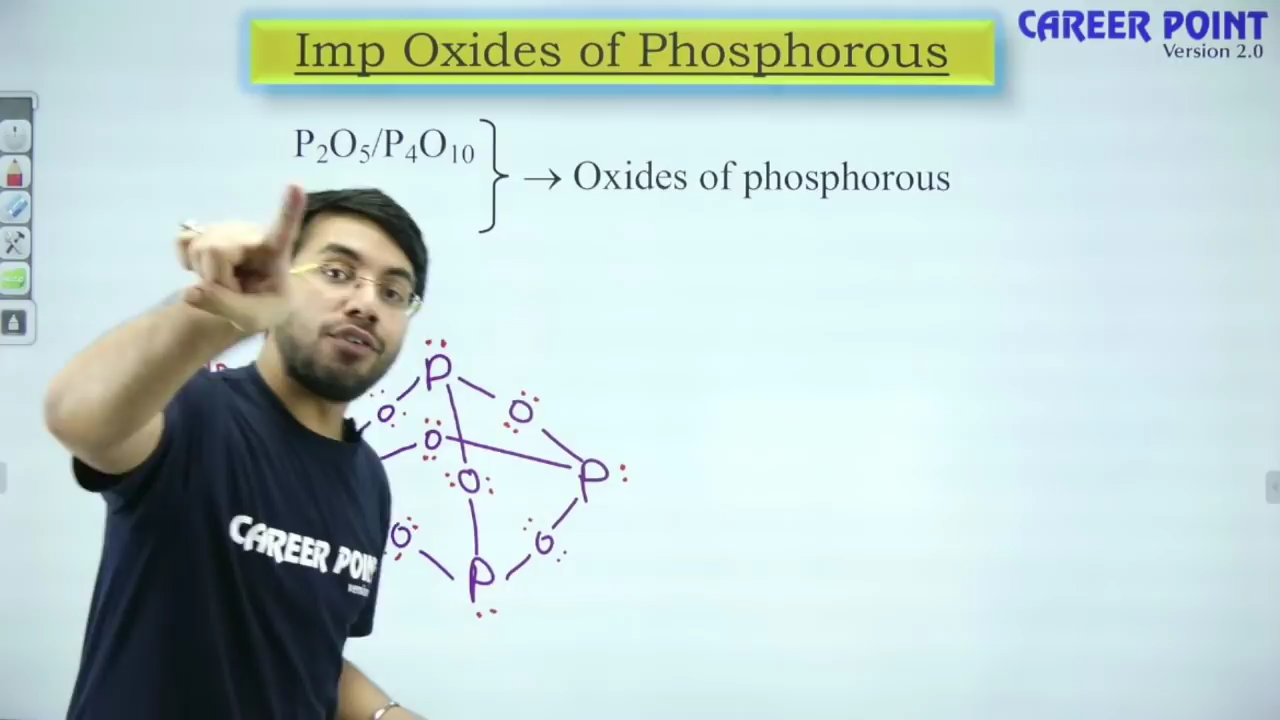 CAREER POINT
Version 2.0
Imp Oxides of Phosphorous
P₂O₅/P₄O₁₀ } → Oxides of phosphorous
P
O O
O P
O
O O
P
CAREER POINT